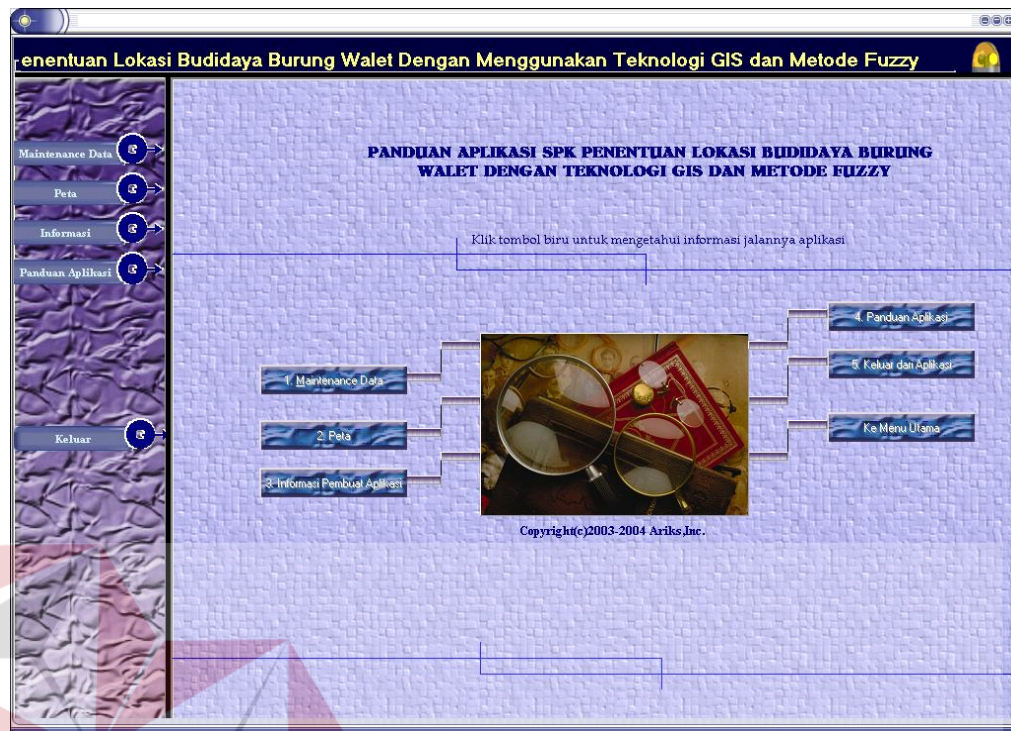 enentuan Lokasi Budidaya Burung Walet Dengan Menggunakan Teknologi GIS dan Metode Fuzzy
Maintenance Data
Peta
Informasi
Panduan Aplikasi
Keluar
PANDUAN APLIKASI SPK PENENTUAN LOKASI BUDIDAYA BURUNG
WALET DENGAN TEKNOLOGI GIS DAN METODE FUZZY
Klik tombol biru untuk mengetahui informasi jalannya aplikasi
1. Maintenance Data
2. Peta
3. Informasi Pembuat Aplikasi
4. Panduan Aplikasi
5. Keluar dari Aplikasi
Ke Menu Utama
Copyright(c)2003-2004 Ariks,Inc.